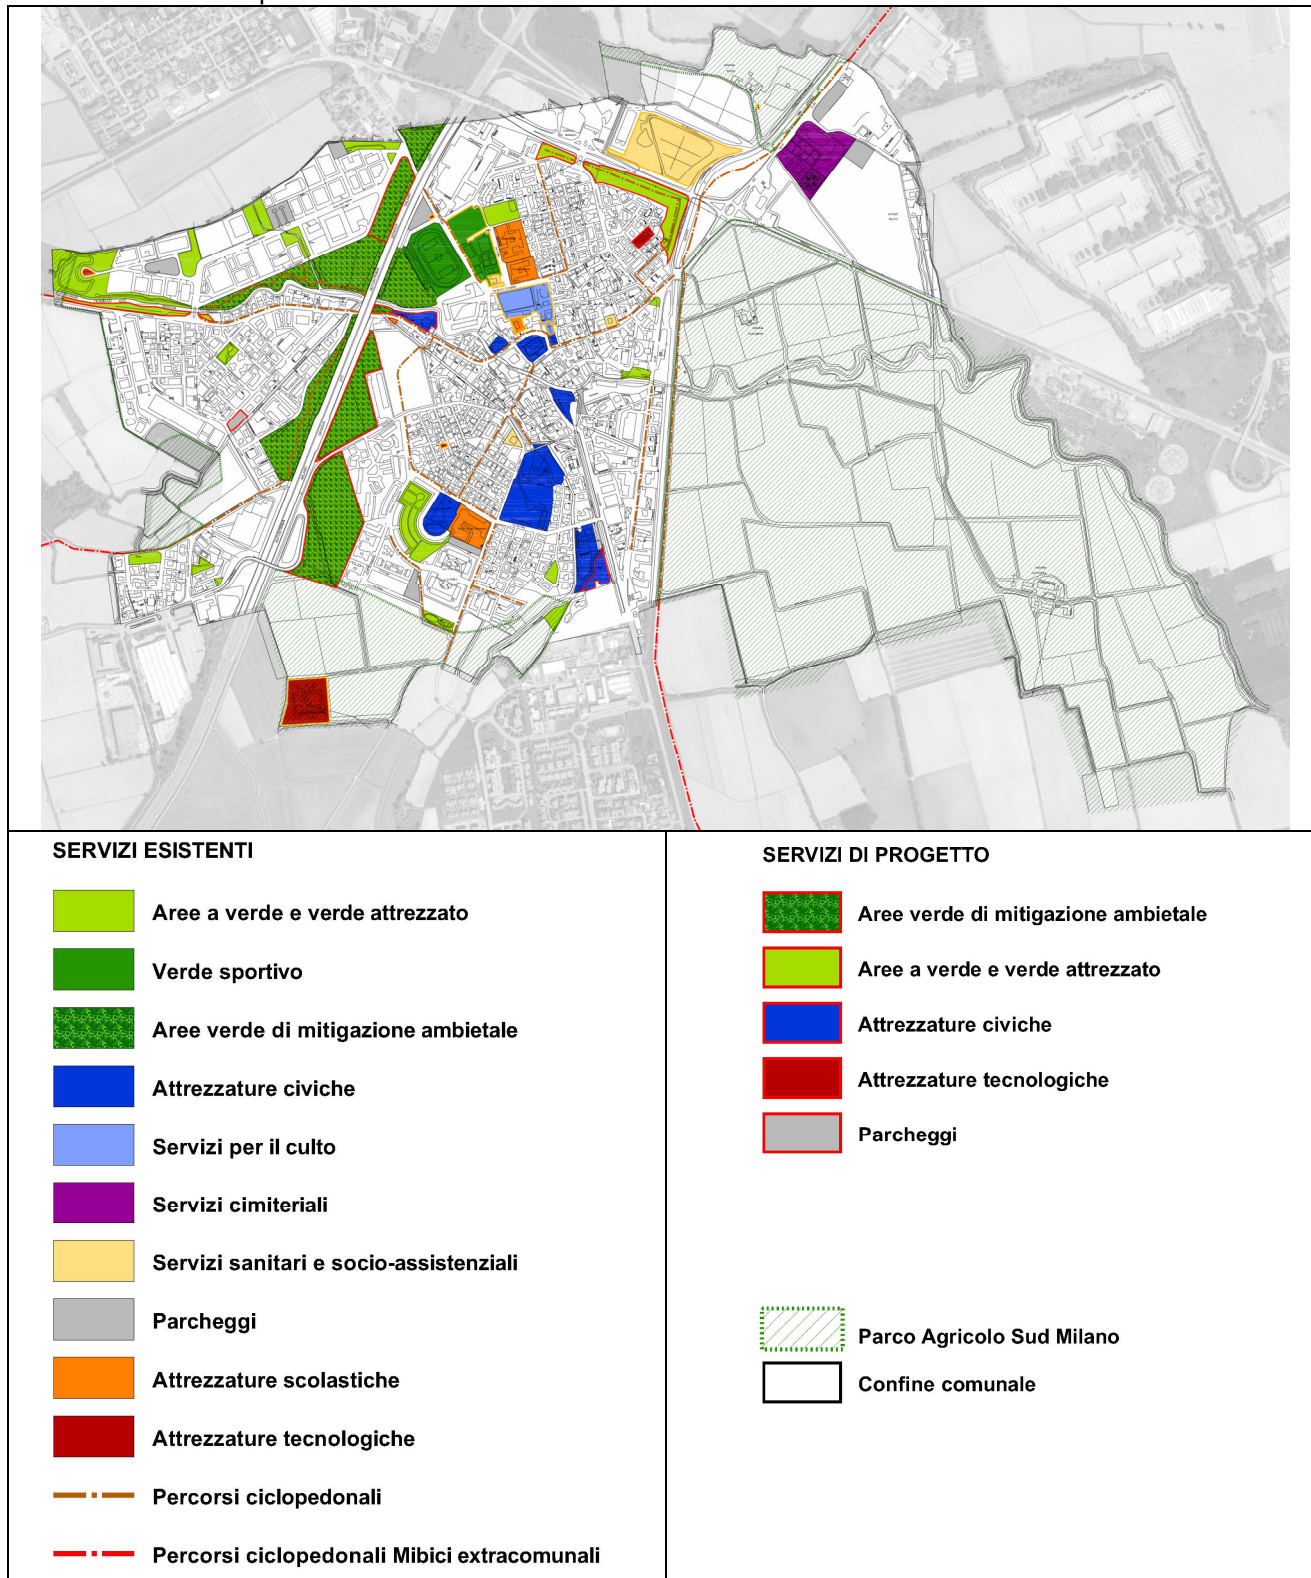 SERVIZI ESISTENTI
Aree a verde e verde attrezzato
Verde sportivo
Aree verde di mitigazione ambietale
Attrezzature civiche
Servizi per il culto
Servizi cimiteriali
Servizi sanitari e socio-assistenziali
Parcheggi
Attrezzature scolastiche
Attrezzature tecnologiche
Percorsi ciclopedonali
Percorsi ciclopedonali Mibici extracomunali
SERVIZI DI PROGETTO
Aree verde di mitigazione ambietale
Aree a verde e verde attrezzato
Attrezzature civiche
Attrezzature tecnologiche
Parcheggi
Parco Agricolo Sud Milano
Confine comunale